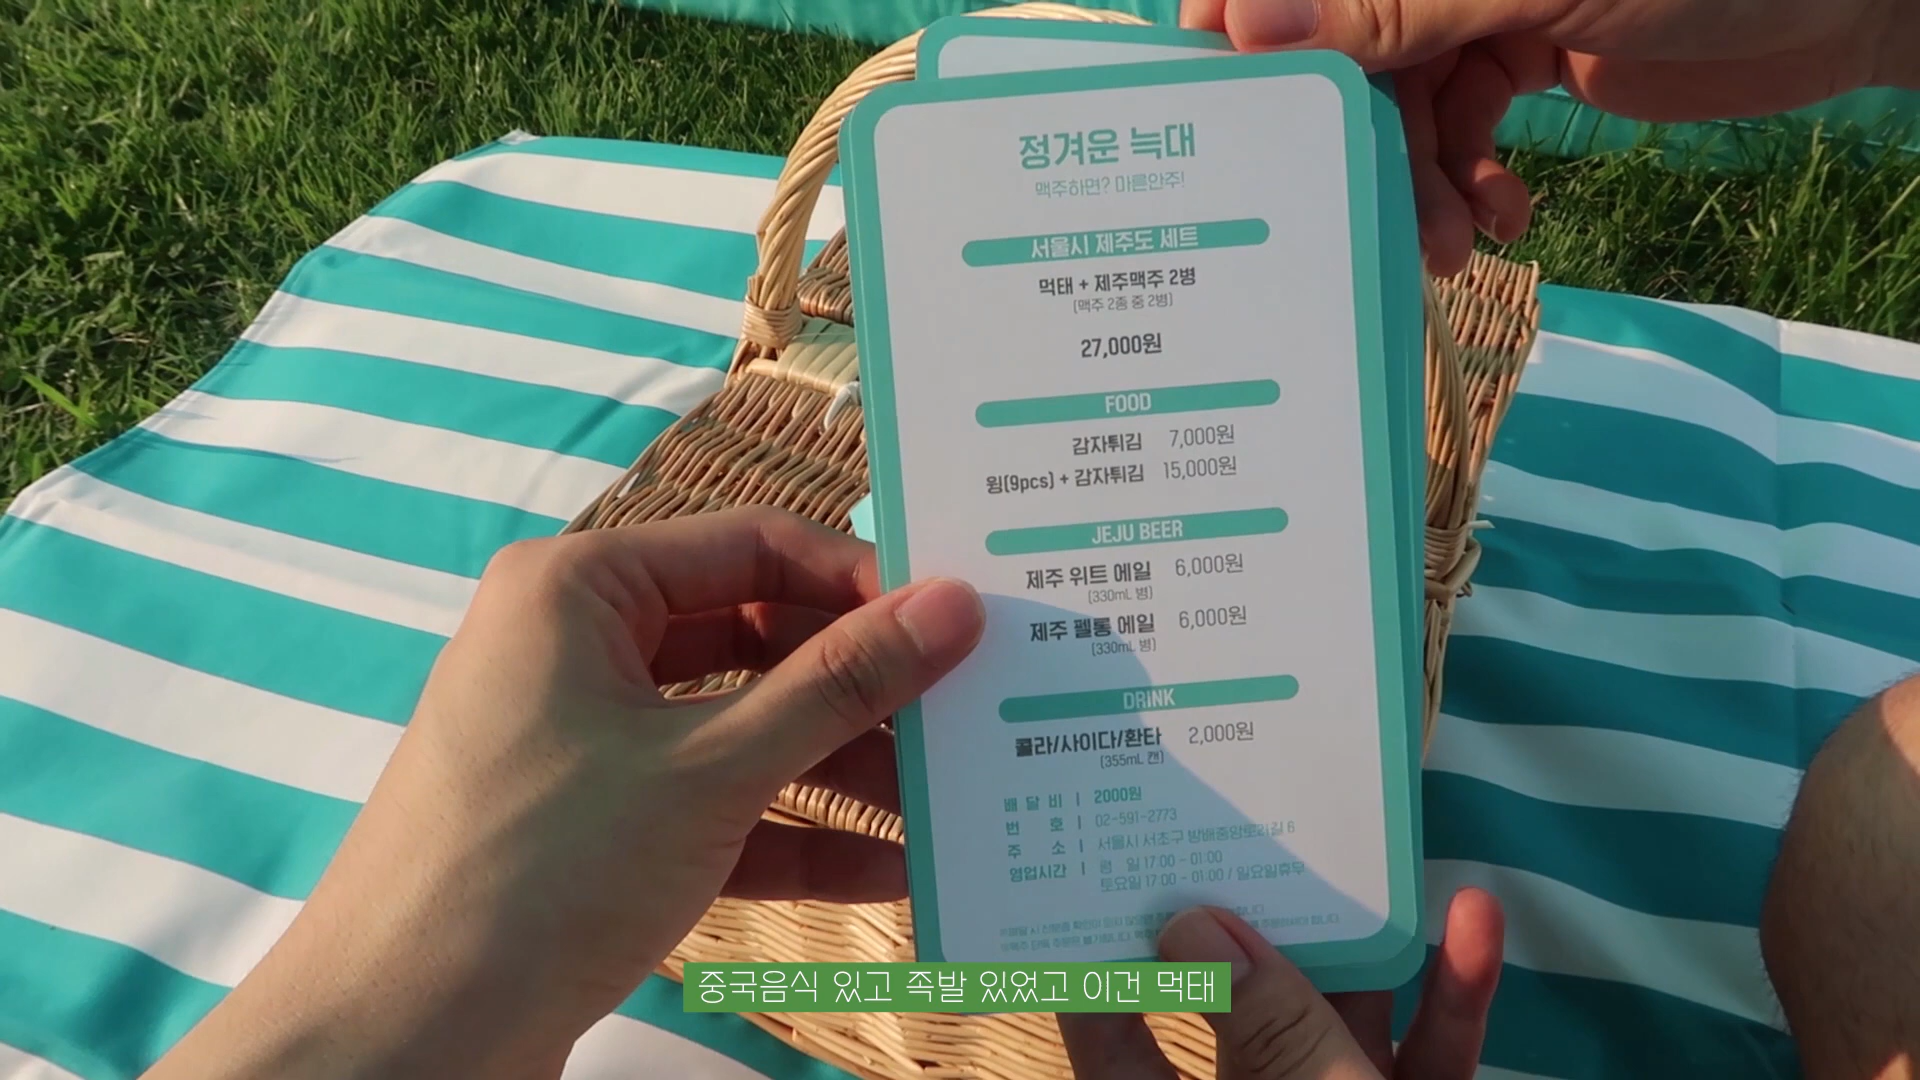 정겨운 늑대
맥주하면? 마른안주!
서울시 제주도 세트
먹태 + 제주맥주 2병
(맥주 2종 중 2병)
27,000원
FOOD
감자튀김 7,000원
윙(9pcs) + 감자튀김 15,000원
JEJU BEER
제주 위트 에일 6,000원
(330mL 병)
제주 펠롱 에일 6,000원
(330mL 병)
DRINK
콜라/사이다/환타 2,000원
(355mL 캔)
배 달 비 | 2000원
번 호 | 02-591-2773
주 소 | 서울시 서초구 방배중앙로21길 6
영업시간 | 평 일 17:00 - 01:00
토요일 17:00 - 01:00 / 일요일휴무
중국음식 있고 족발 있었고 이건 먹태